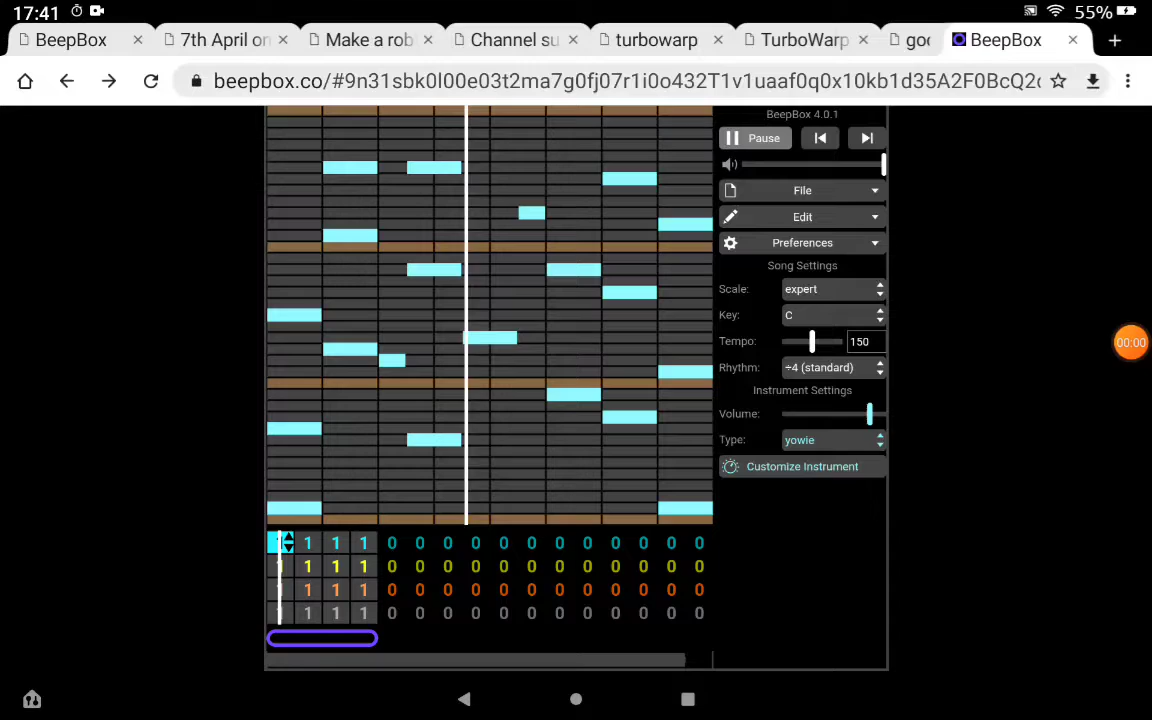 17:41 55%
BeepBox 7th April on Make a rob Channel su turbowarp TurboWarp goo BeepBox
beepbox.co/#9n31sbk0l00e03t2ma7g0fj07r1i0o432T1v1uaaf0q0x10kb1d35A2F0BcQ2c
BeepBox 4.0.1
Pause
File
Edit
Preferences
Song Settings
Scale: expert
Key: C
Tempo: 150
Rhythm: ÷4 (standard)
Instrument Settings
Volume:
Type: yowie
Customize Instrument
00:00
1 1 1 0 0 0 0 0 0 0 0 0 0 0 0
1 1 1 1 0 0 0 0 0 0 0 0 0 0 0 0
1 1 1 1 0 0 0 0 0 0 0 0 0 0 0 0
1 1 1 1 0 0 0 0 0 0 0 0 0 0 0 0